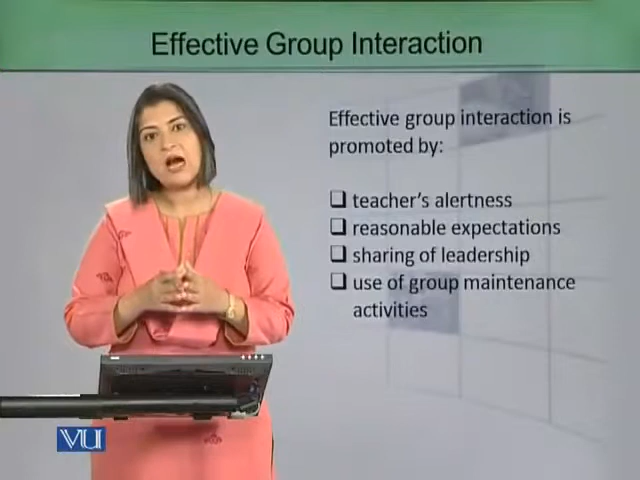 Effective Group Interaction
Effective group interaction is
promoted by:
❑ teacher's alertness
❑ reasonable expectations
❑ sharing of leadership
❑ use of group maintenance
activities
VU